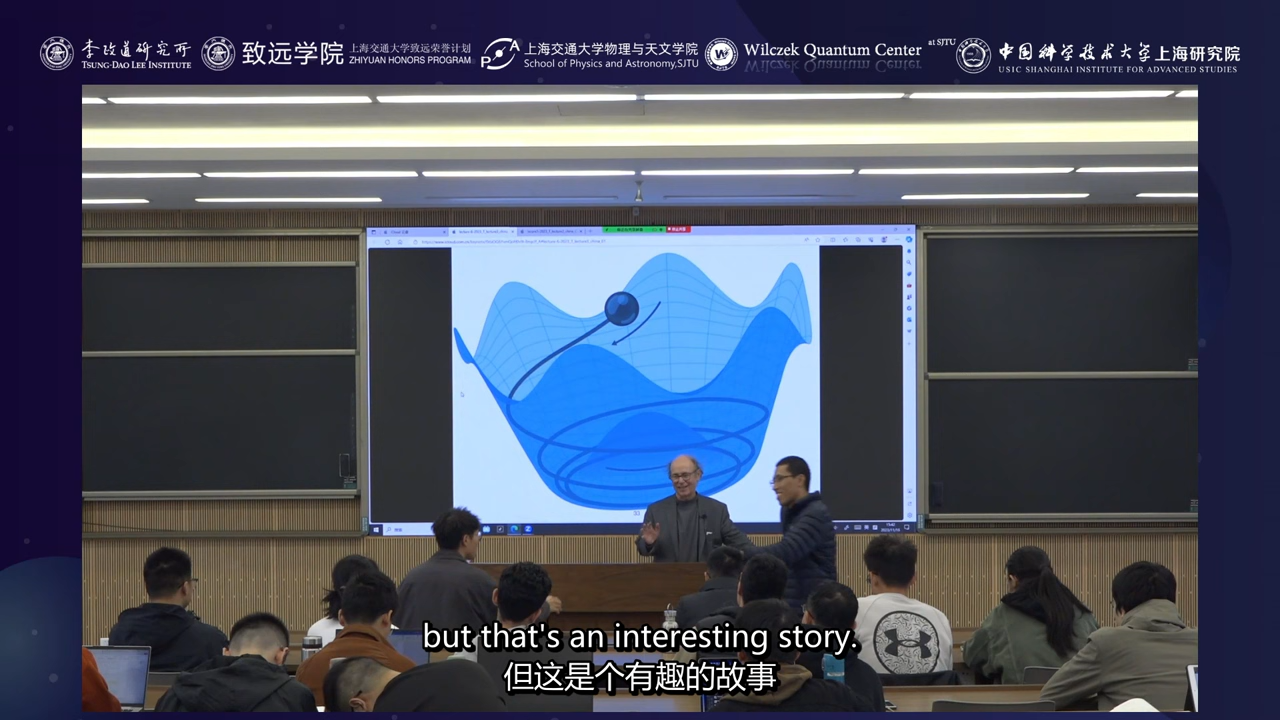 李政道研究所
TSUNG-DAO LEE INSTITUTE
致远学院
上海交通大学致远荣誉计划
ZHIYUAN HONORS PROGRAM
上海交通大学物理与天文学院
School of Physics and Astronomy,SJTU
Wilczek Quantum Center
at SJTU
中国科学技术大学上海研究院
USTC SHANGHAI INSTITUTE FOR ADVANCED STUDIES
but that's an interesting story.
但这是个有趣的故事